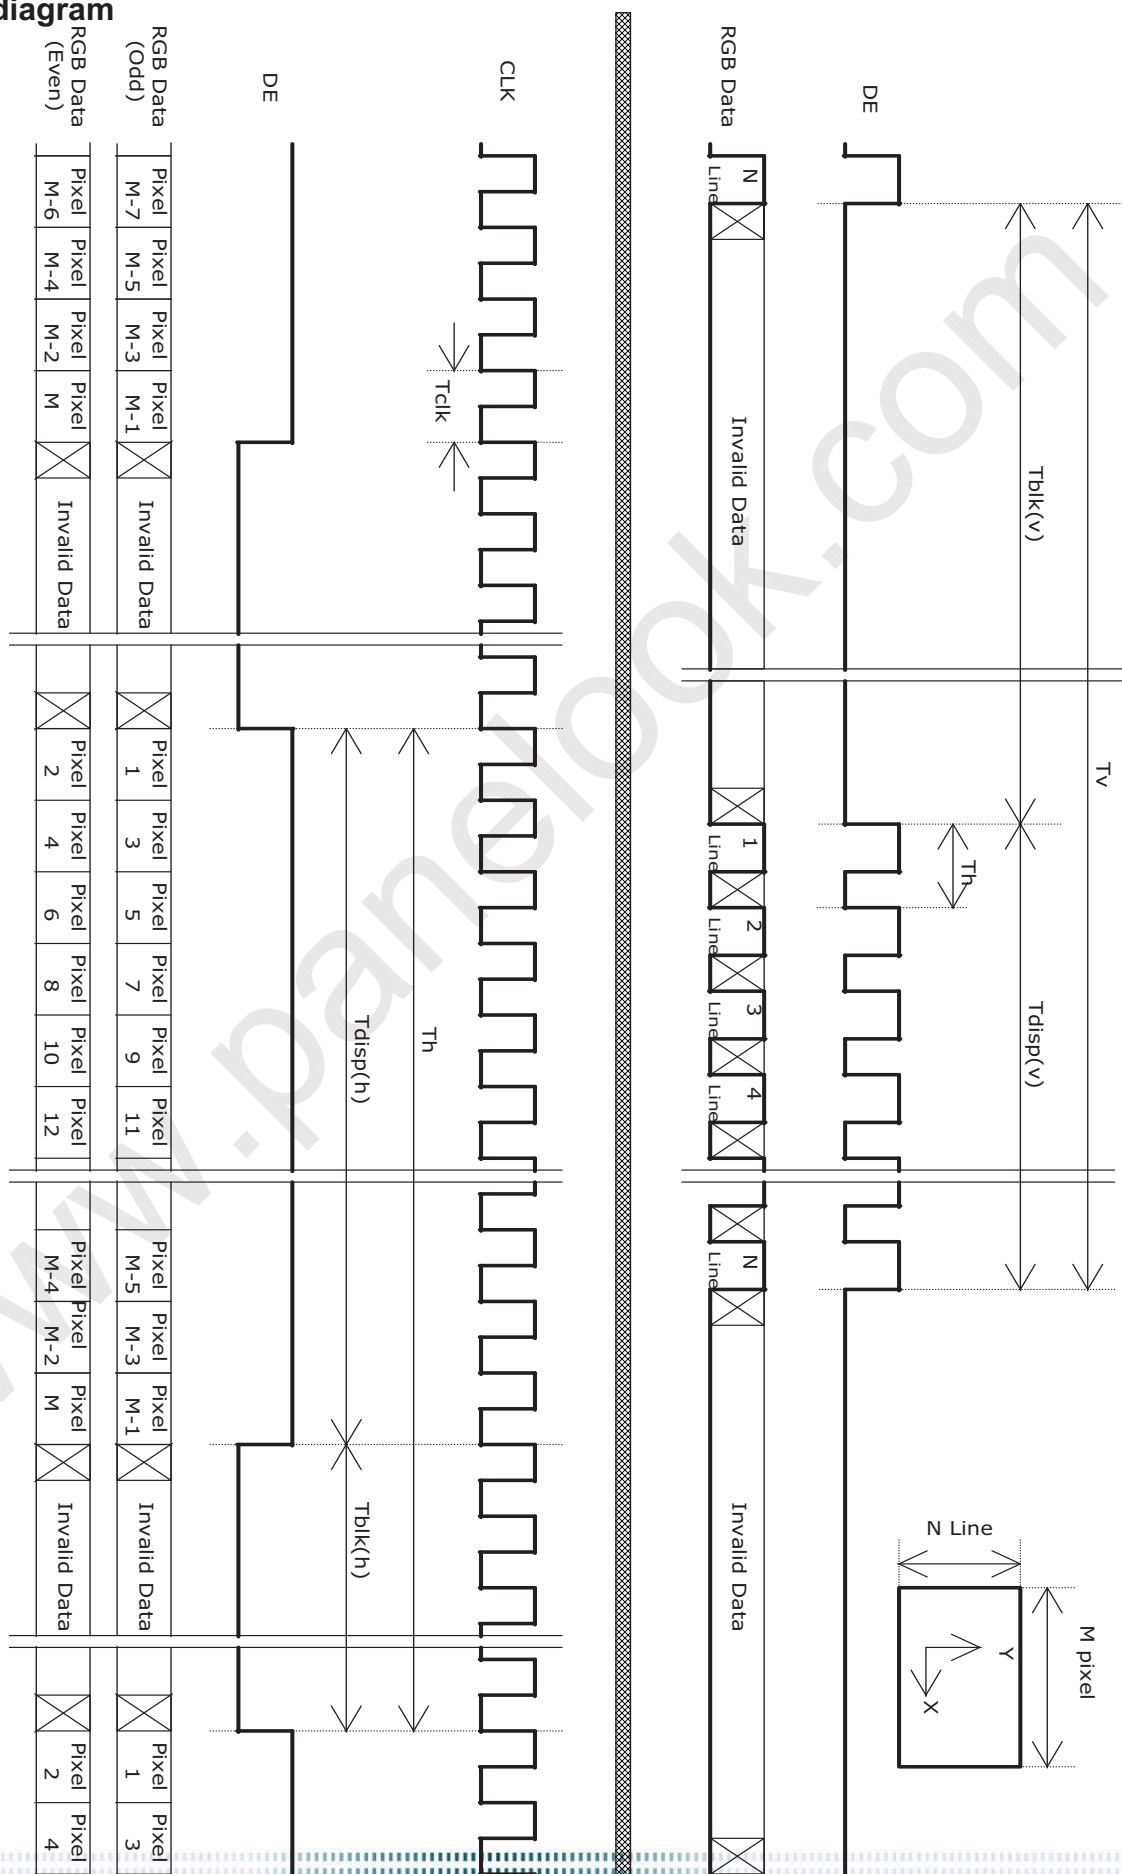 diagram
DE
Tv
Tblk(v)
Tdisp(v)
Th
RGB Data
N
Line
Invalid Data
1
Line
2
Line
3
Line
4
Line
N
Line
Invalid Data
N Line
M pixel
Y
X
CLK
Tclk
DE
Th
Tdisp(h)
Tblk(h)
RGB Data
(Odd)
Pixel
M-7
Pixel
M-5
Pixel
M-3
Pixel
M-1
Invalid Data
Pixel
1
Pixel
3
Pixel
5
Pixel
7
Pixel
9
Pixel
11
Pixel
M-5
Pixel
M-3
Pixel
M-1
Invalid Data
Pixel
1
Pixel
3
RGB Data
(Even)
Pixel
M-6
Pixel
M-4
Pixel
M-2
Pixel
M
Invalid Data
Pixel
2
Pixel
4
Pixel
6
Pixel
8
Pixel
10
Pixel
12
Pixel
M-4
Pixel
M-2
Pixel
M
Invalid Data
Pixel
2
Pixel
4
www.panelook.com